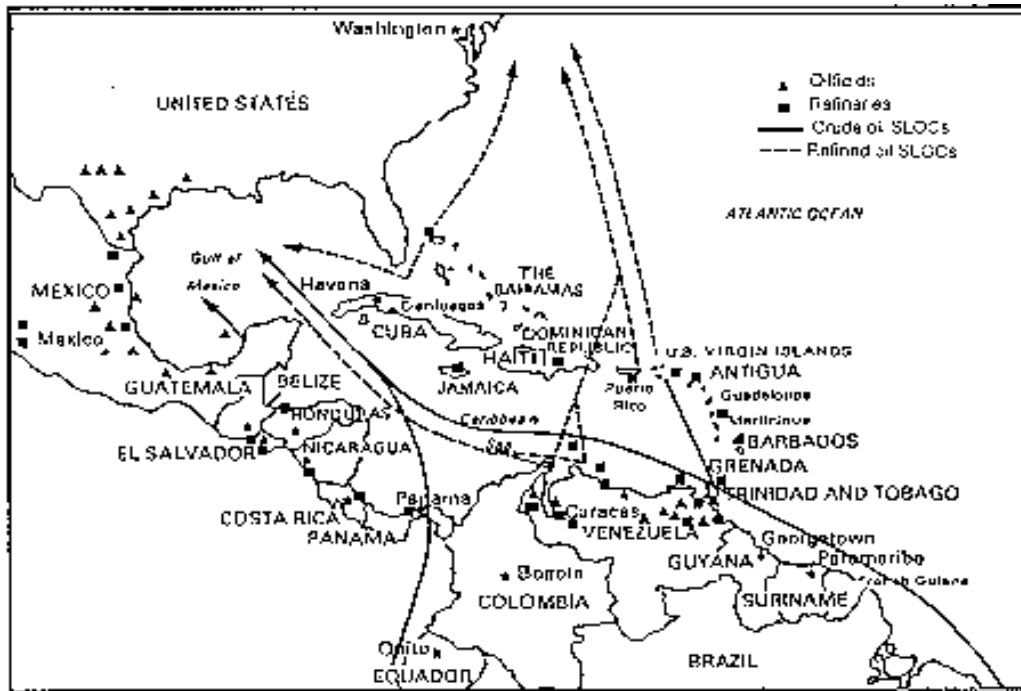 Washington
UNITED STATES
Oilfields
Refineries
Crude oil SLOCs
Refined oil SLOCs
ATLANTIC OCEAN
Gulf of
Mexico
Havana
THE
BAHAMAS
MEXICO
Cienfuegos
CUBA
Mexico
DOMINICAN
REPUBLIC
HAITI
U.S. VIRGIN ISLANDS
JAMAICA
Puerto
Rico
ANTIGUA
Guadeloupe
Martinique
GUATEMALA
BELIZE
HONDURAS
Caribbean
Sea
BARBADOS
EL SALVADOR
NICARAGUA
GRENADA
TRINIDAD AND TOBAGO
COSTA RICA
Panama
PANAMA
Caracas
VENEZUELA
Georgetown
GUYANA
Paramaribo
French Guiana
SURINAME
COLOMBIA
Quito
ECUADOR
BRAZIL